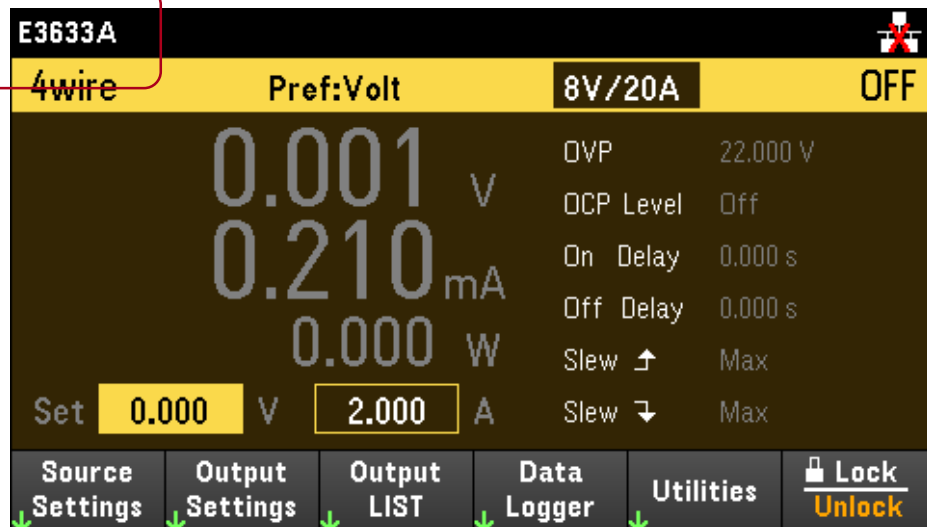 E3633A
4wire Pref:Volt 8V/20A OFF
0.001 V
0.210 mA
0.000 W
Set 0.000 V 2.000 A
OVP 22.000 V
OCP Level Off
On Delay 0.000 s
Off Delay 0.000 s
Slew Max
Slew Max
Source Settings
Output Settings
Output LIST
Data Logger
Utilities
Lock
Unlock